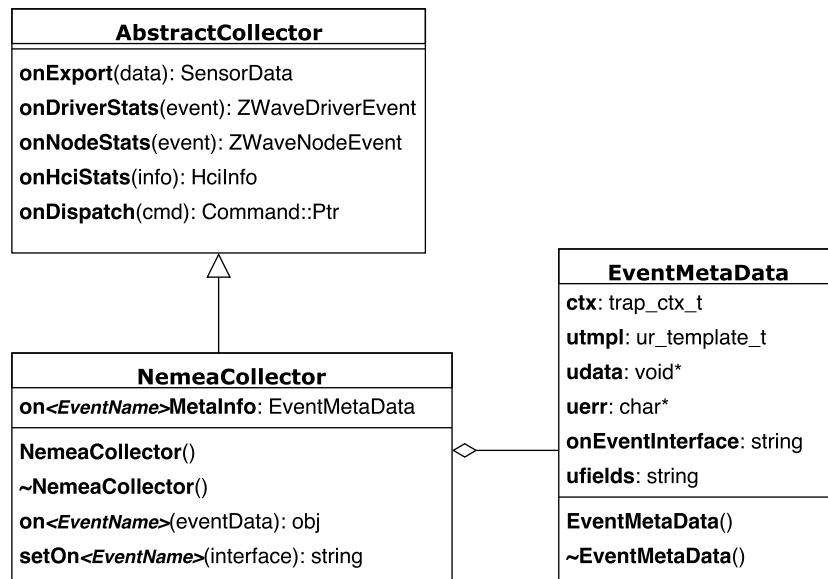 AbstractCollector
onExport(data): SensorData
onDriverStats(event): ZWaveDriverEvent
onNodeStats(event): ZWaveNodeEvent
onHciStats(info): HciInfo
onDispatch(cmd): Command::Ptr
NemeaCollector
on<EventName>MetaInfo: EventMetaData
NemeaCollector()
~NemeaCollector()
on<EventName>(eventData): obj
setOn<EventName>(interface): string
EventMetaData
ctx: trap_ctx_t
utmpl: ur_template_t
udata: void*
uerr: char*
onEventInterface: string
ufields: string
EventMetaData()
~EventMetaData()